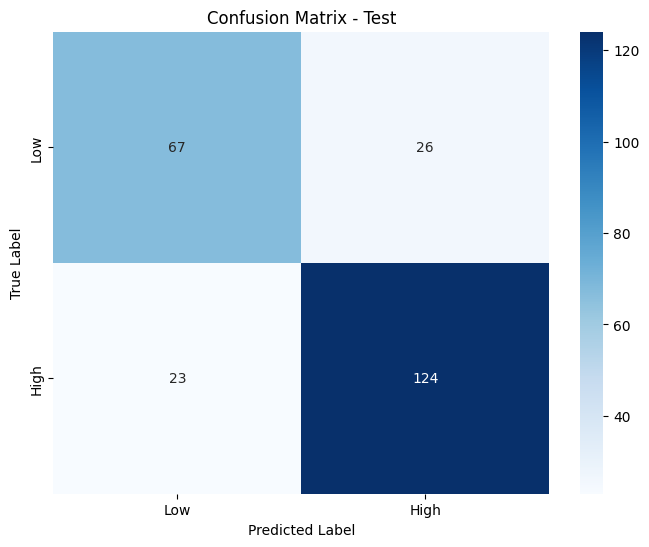 Confusion Matrix - Test
True Label
Low
67
26
High
23
124
Low
High
Predicted Label
120
100
80
60
40